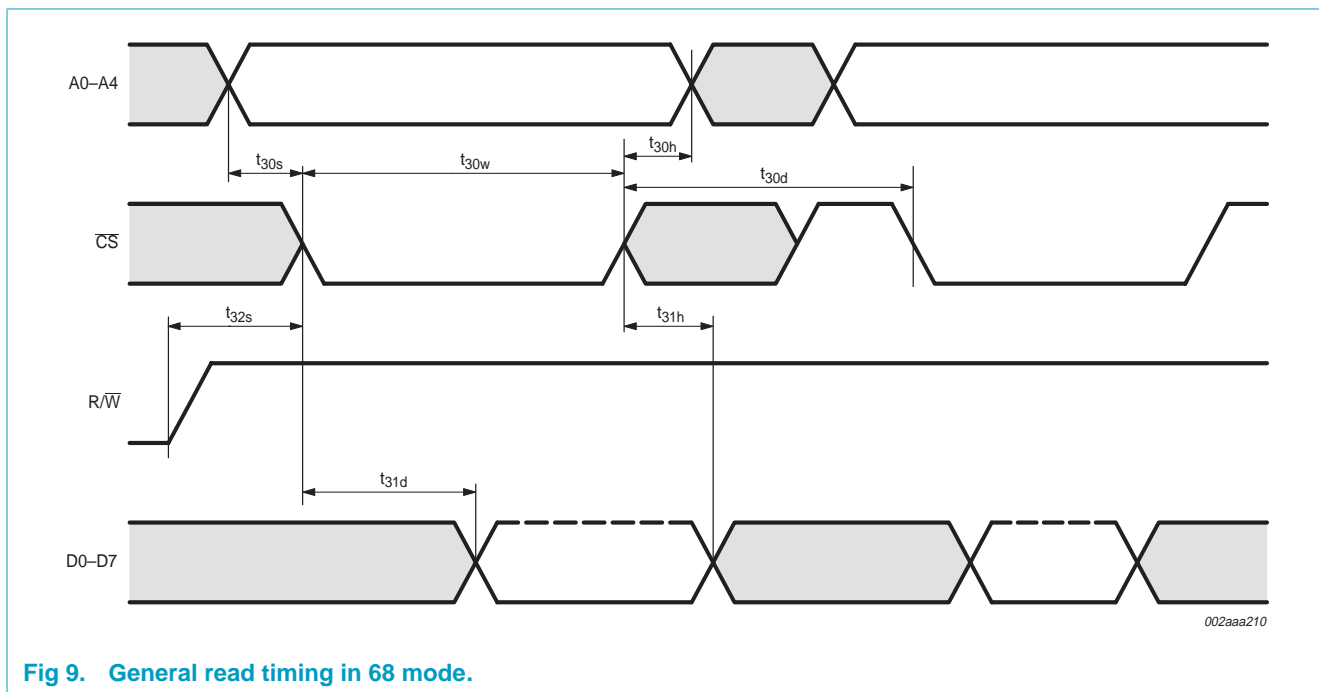 A0–A4
t30h
t30s
t30w
t30d
CS
t32s
t31h
R/W
t31d
D0–D7
002aaa210
Fig 9. General read timing in 68 mode.